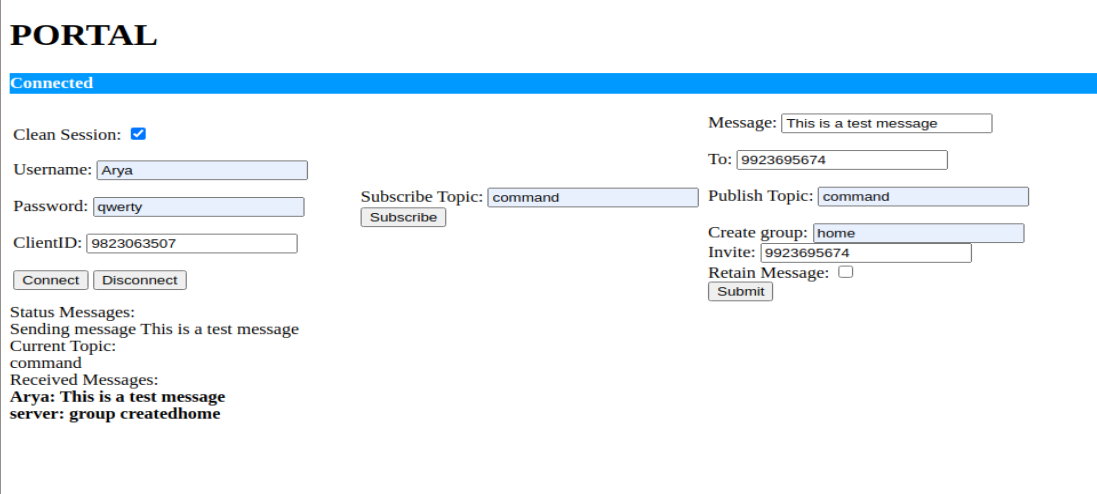 PORTAL
Connected
Clean Session:
Username: Arya
Password: qwerty
ClientID: 9823063507
Connect Disconnect
Subscribe Topic: command
Subscribe
Message: This is a test message
To: 9923695674
Publish Topic: command
Create group: home
Invite: 9923695674
Retain Message:
Submit
Status Messages:
Sending message This is a test message
Current Topic:
command
Received Messages:
Arya: This is a test message
server: group createdhome